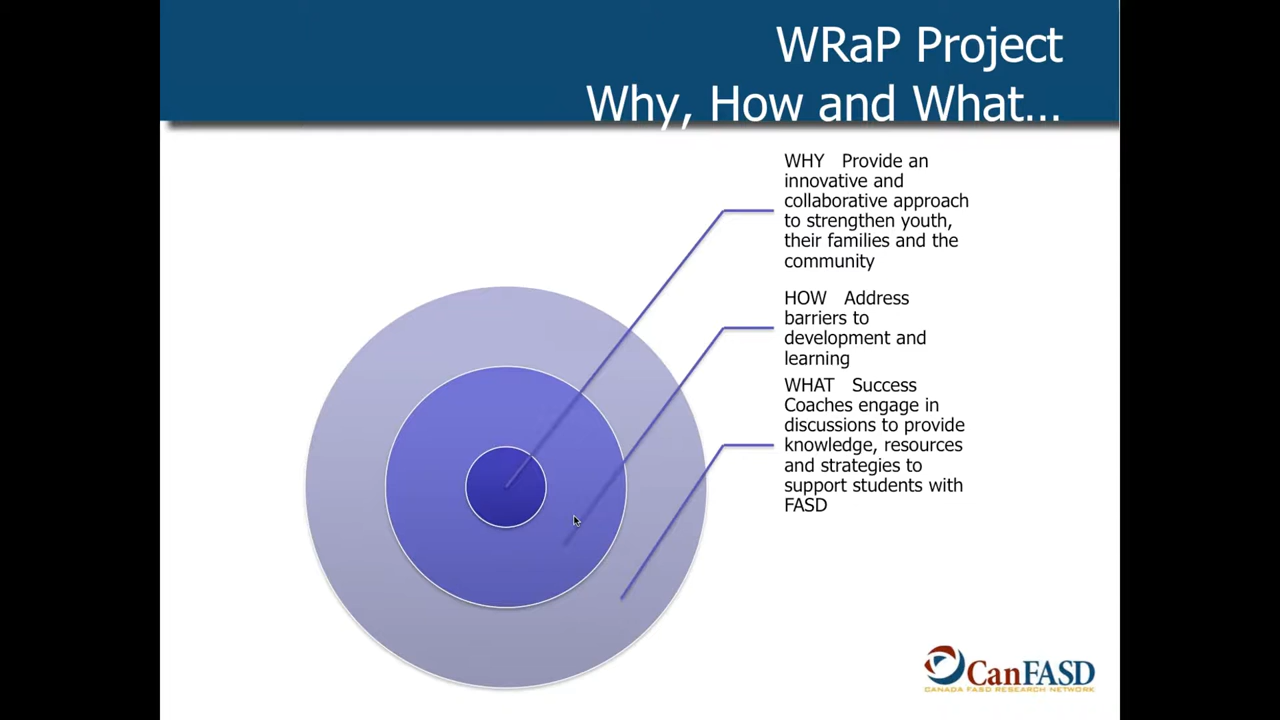 WRaP Project
Why, How and What...
WHY Provide an
innovative and
collaborative approach
to strengthen youth,
their families and the
community
HOW Address
barriers to
development and
learning
WHAT Success
Coaches engage in
discussions to provide
knowledge, resources
and strategies to
support students with
FASD
CanFASD
CANADA FASD RESEARCH NETWORK